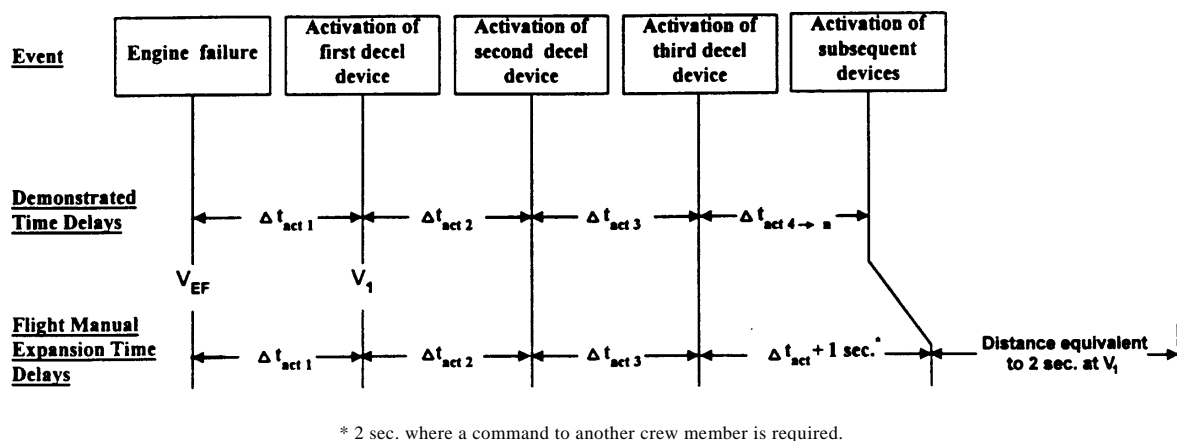 Event
Engine failure
Activation of
first decel
device
Activation of
second decel
device
Activation of
third decel
device
Activation of
subsequent
devices
Demonstrated
Time Delays
Δ t act 1
Δ t act 2
Δ t act 3
Δ t act 4→ n
VEF
V1
Flight Manual
Expansion Time
Delays
Δ t act 1
Δ t act 2
Δ t act 3
Δ t act + 1 sec.*
Distance equivalent
to 2 sec. at V1
* 2 sec. where a command to another crew member is required.